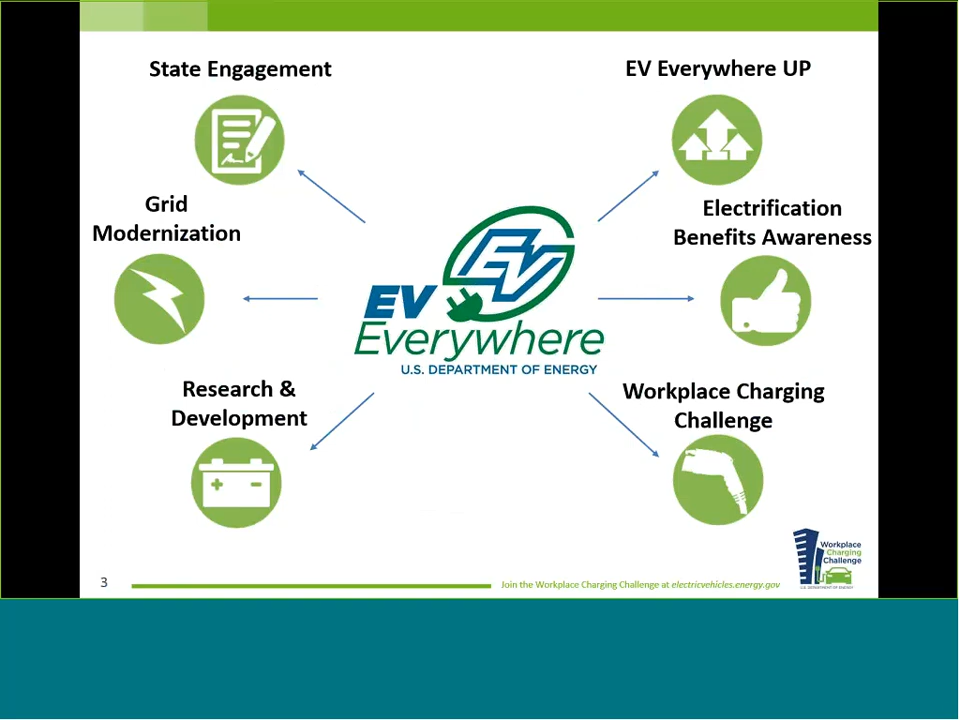 State Engagement
EV Everywhere UP
Grid
Modernization
Electrification
Benefits Awareness
EV
EV
Everywhere
U.S. DEPARTMENT OF ENERGY
Research &
Development
Workplace Charging
Challenge
+ -
3
Join the Workplace Charging Challenge at electricvehicles.energy.gov
Workplace
Charging
Challenge
U.S. DEPARTMENT OF ENERGY